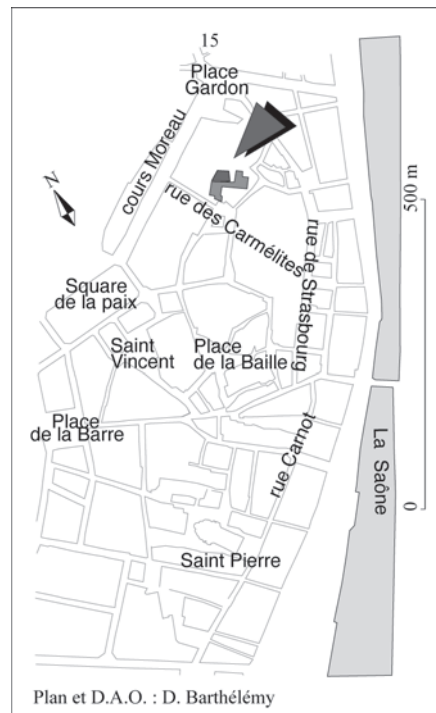 15
Place
Gardon
cours Moreau
N
rue des Carmélites
rue de Strasbourg
500 m
Square
de la paix
Saint
Vincent
Place
de la Baille
Place
de la Barre
rue Carnot
La Saône
0
Saint Pierre
Plan et D.A.O. : D. Barthélémy